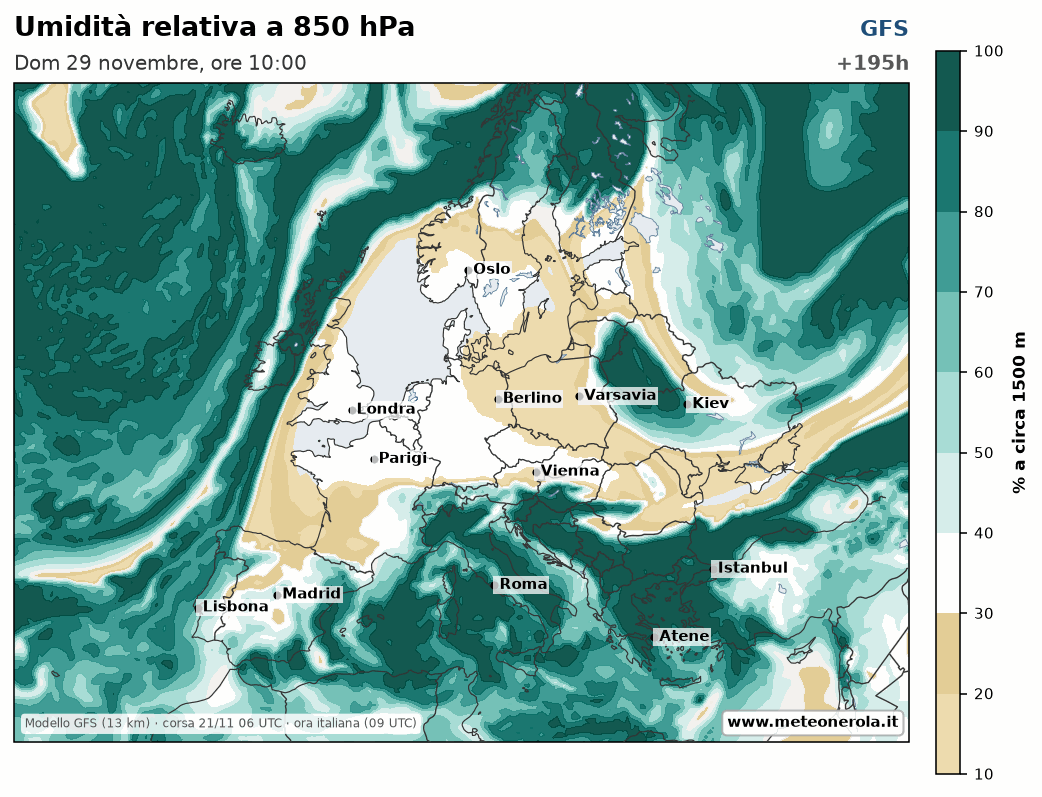 Umidità relativa a 850 hPa
GFS
Dom 29 novembre, ore 10:00
+195h
100
90
80
70
60
50
40
30
20
10
% a circa 1500 m
Oslo
Berlino
Varsavia
Kiev
Londra
Parigi
Vienna
Istanbul
Roma
Madrid
Lisbona
Atene
Modello GFS (13 km) · corsa 21/11 06 UTC · ora italiana (09 UTC)
www.meteonerola.it